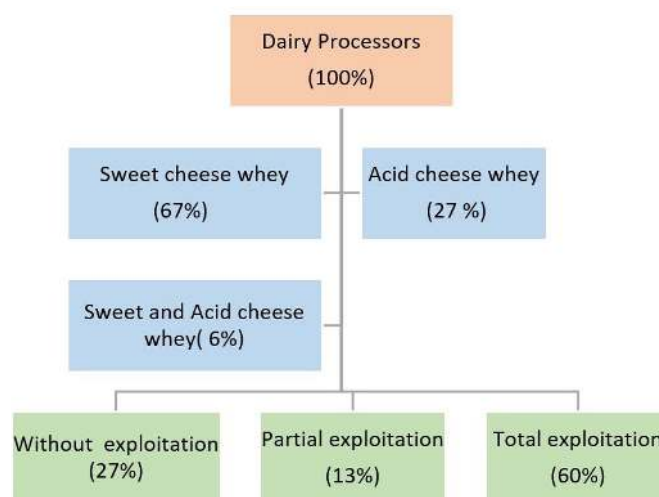 Dairy Processors
(100%)
Sweet cheese whey
(67%)
Acid cheese whey
(27 %)
Sweet and Acid cheese
whey( 6%)
Without  exploitation
(27%)
Partial exploitation
(13%)
Total exploitation
(60%)